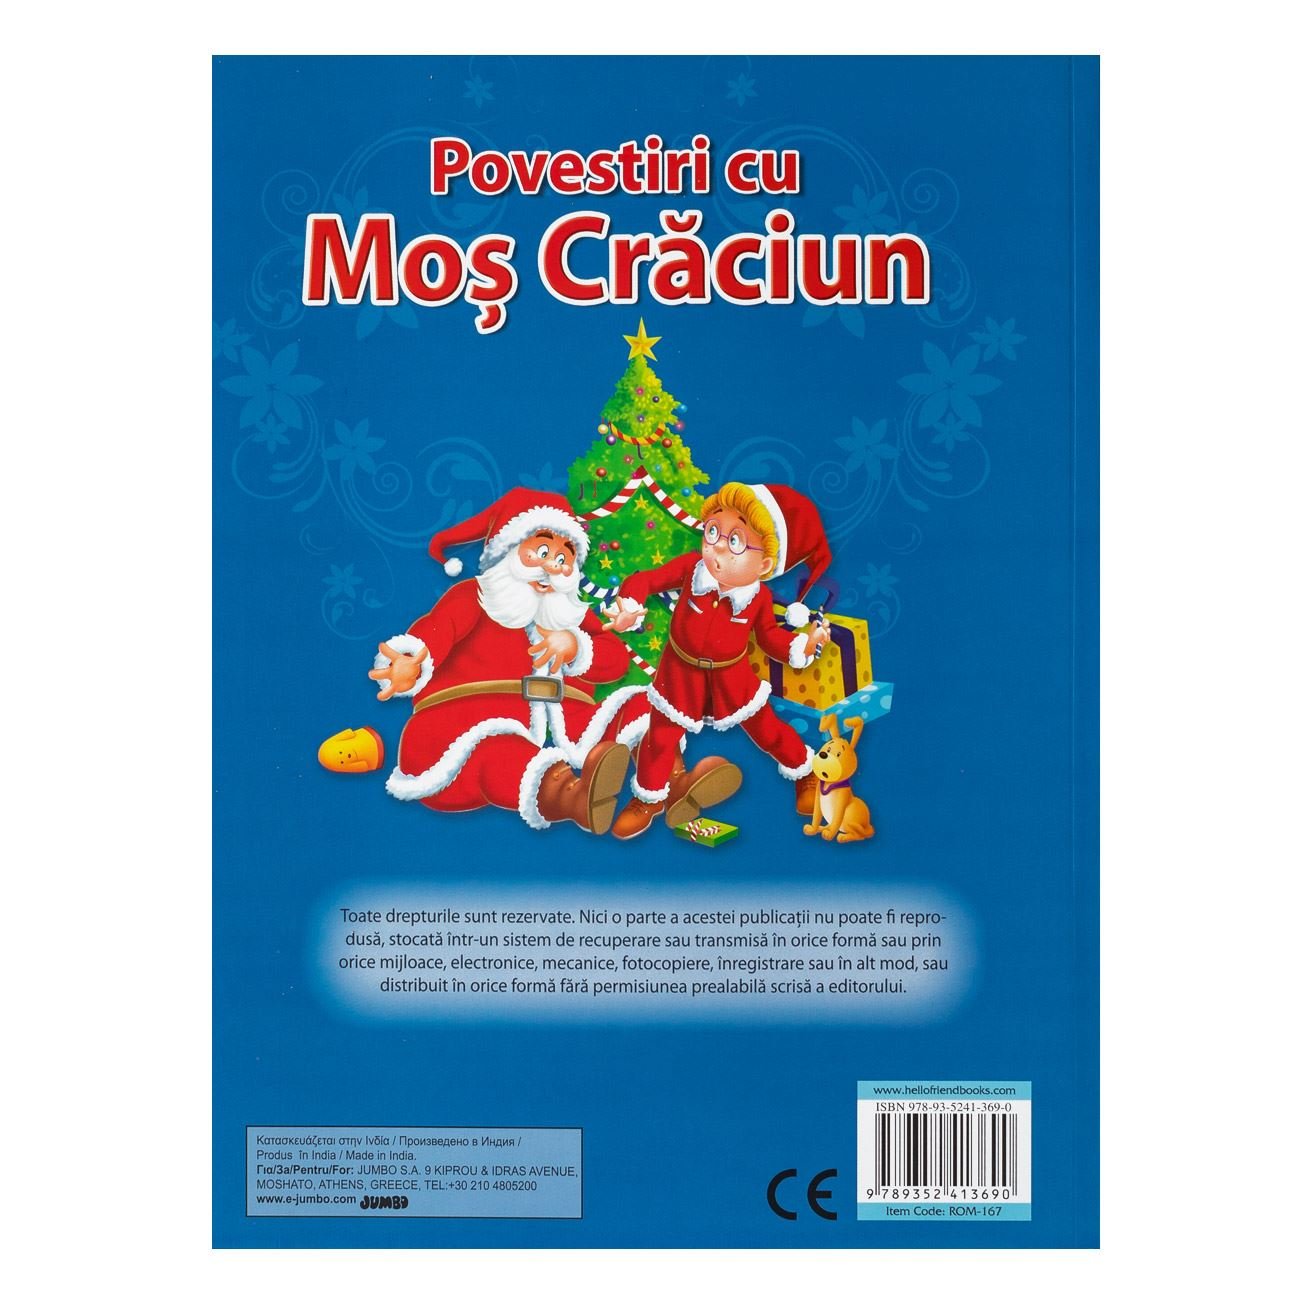 Povestiri cu
Moș Crăciun
Toate drepturile sunt rezervate. Nici o parte a acestei publicații nu poate fi repro-
dusă, stocată într-un sistem de recuperare sau transmisă în orice formă sau prin
orice mijloace, electronice, mecanice, fotocopiere, înregistrare sau în alt mod, sau
distribuit în orice formă fără permisiunea prealabilă scrisă a editorului.
Κατασκευάζεται στην Ινδία / Произведено в Индия /
Produs în India / Made in India.
Για/За/Pentru/For: JUMBO S.A. 9 KIPROU & IDRAS AVENUE,
MOSHATO, ATHENS, GREECE, TEL:+30 210 4805200
www.e-jumbo.com JUMBO
CE
www.hellofriendbooks.com
ISBN 978-93-5241-369-0
9 789352 413690
Item Code: ROM-167